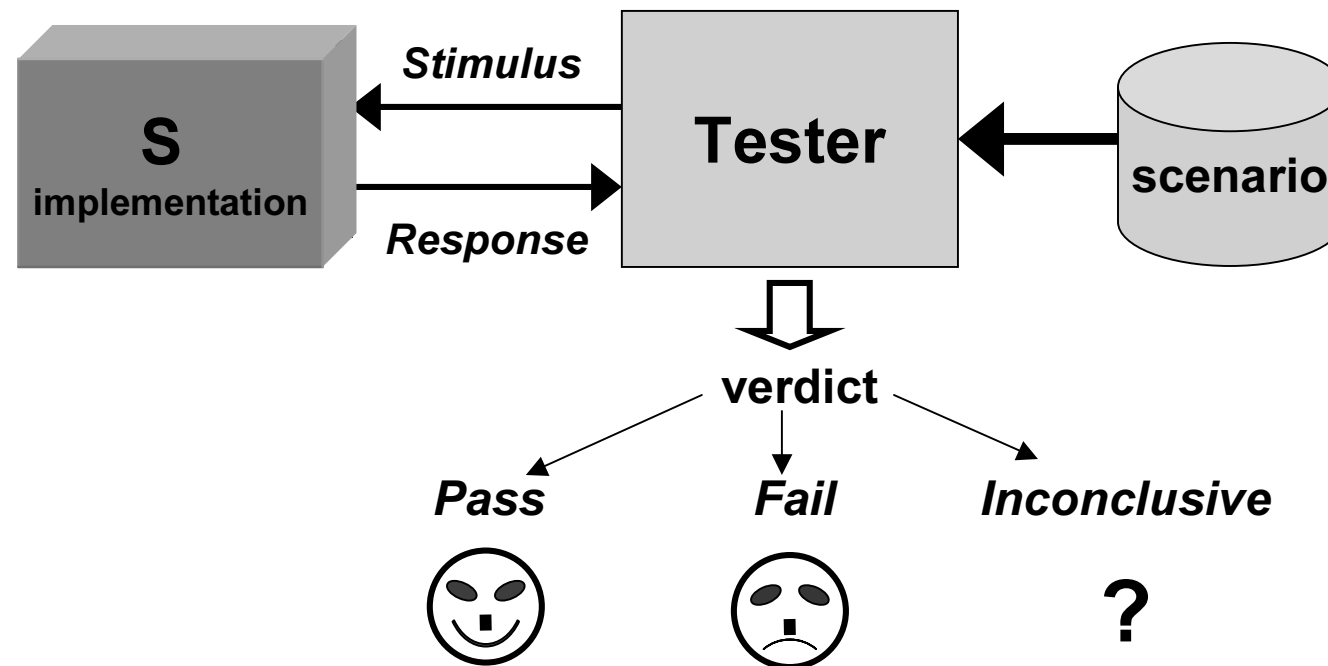 Stimulus
S
implementation
Tester
scenario
Response
verdict
Pass
Fail
Inconclusive
?